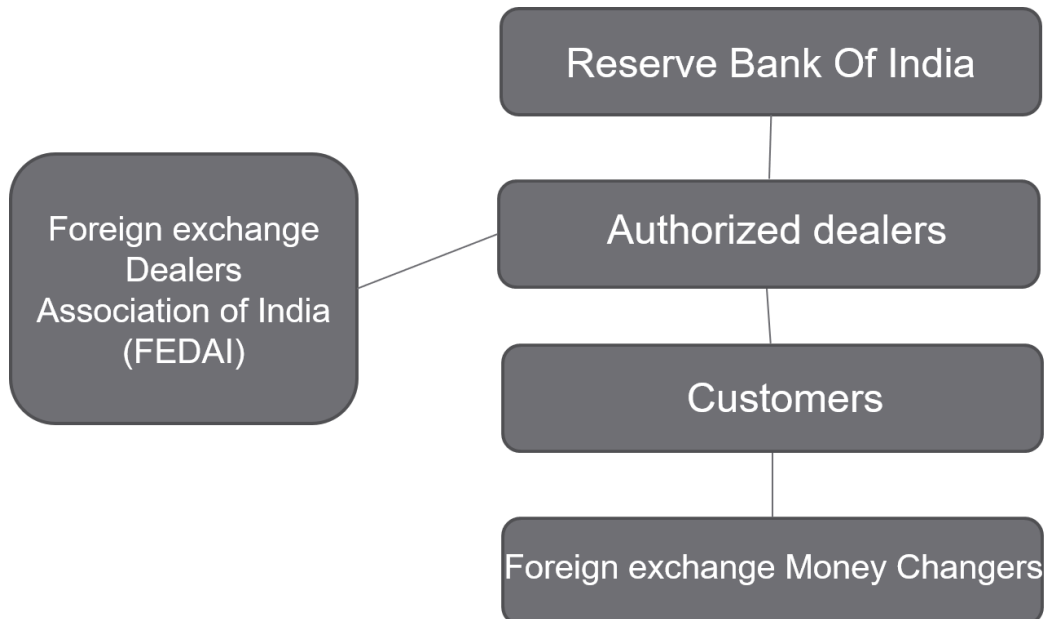 Reserve Bank Of India
Foreign exchange
Dealers
Association of India
(FEDAI)
Authorized dealers
Customers
Foreign exchange Money Changers